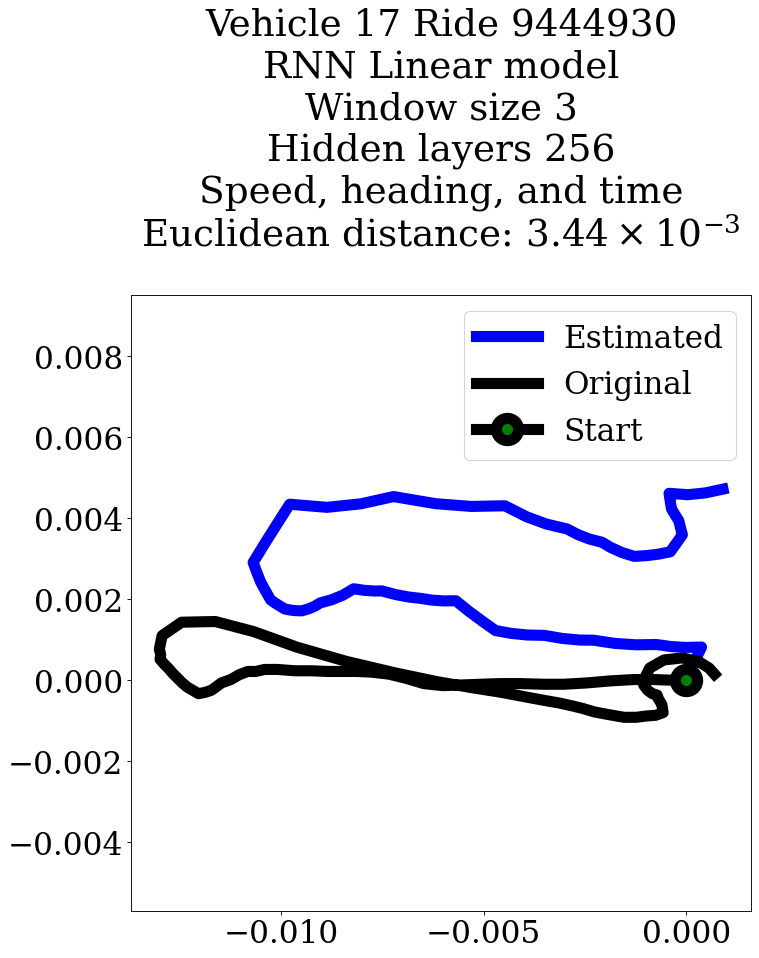 Vehicle 17 Ride 9444930
RNN Linear model
Window size 3
Hidden layers 256
Speed, heading, and time
Euclidean distance: 3.44 × 10⁻³
Estimated
Original
Start
0.008
0.006
0.004
0.002
0.000
−0.002
−0.004
−0.010 −0.005 0.000